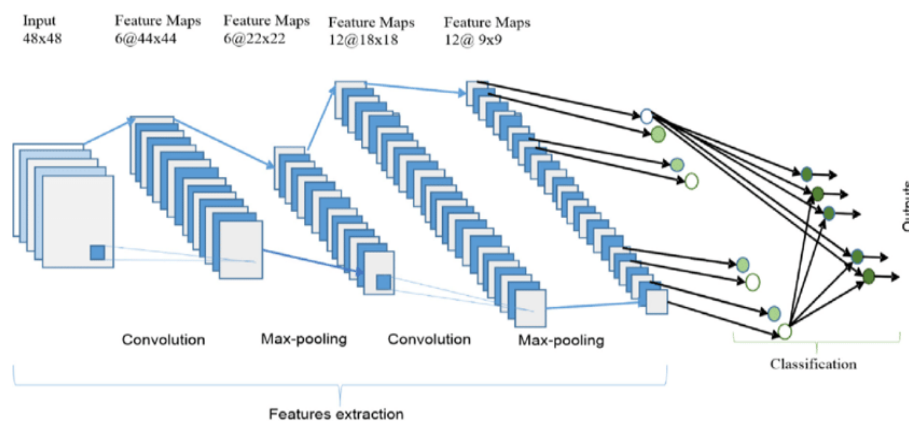 Input
48x48
Feature Maps
6@44x44
Feature Maps
6@22x22
Feature Maps
12@18x18
Feature Maps
12@ 9x9
Outputs
Convolution
Max-pooling
Convolution
Max-pooling
Classification
Features extraction